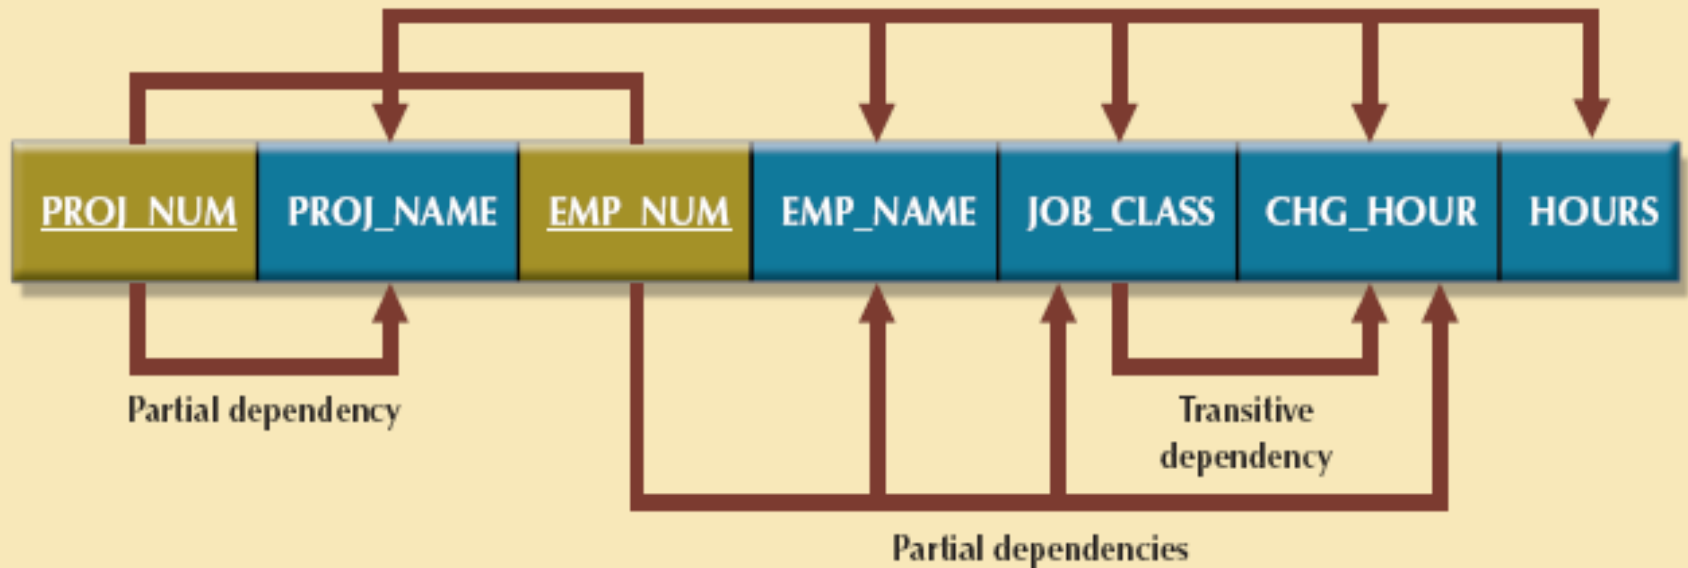 PROJ_NUM
PROJ_NAME
EMP_NUM
EMP_NAME
JOB_CLASS
CHG_HOUR
HOURS
Partial dependency
Transitive
dependency
Partial dependencies